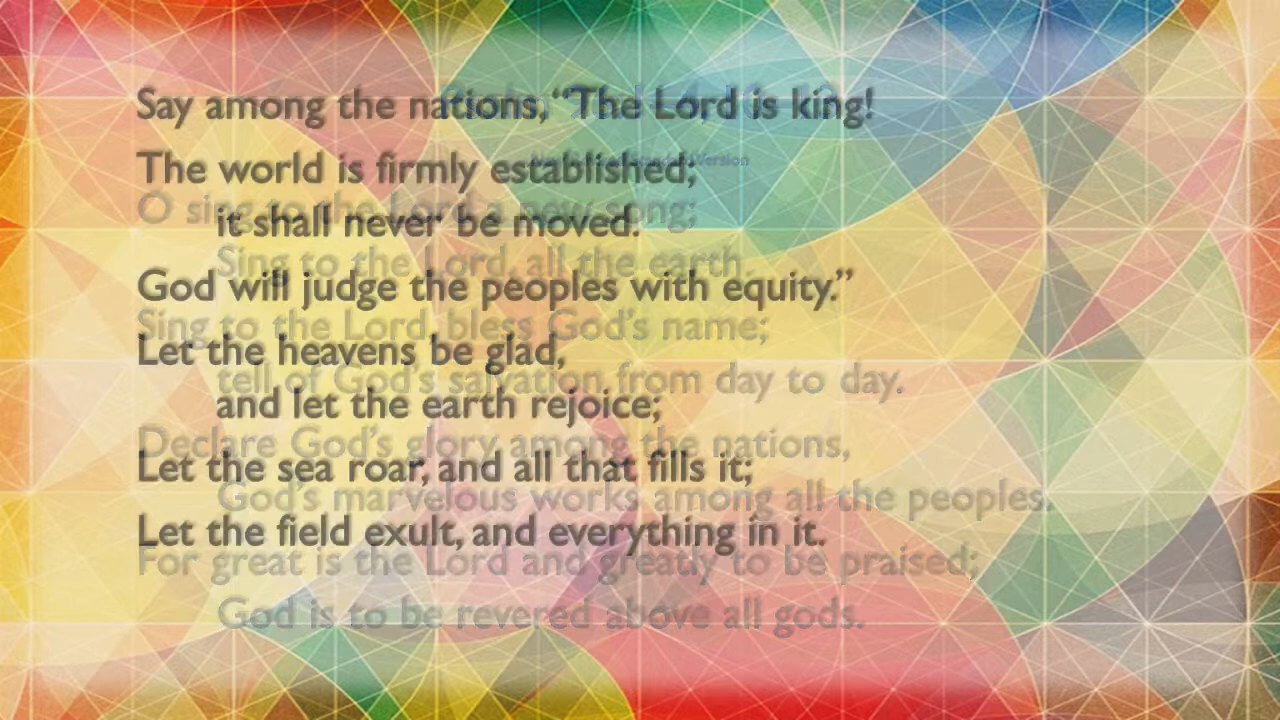 Say among the nations, “The Lord is king!
The world is firmly established;
it shall never be moved.
God will judge the peoples with equity.”
Let the heavens be glad,
and let the earth rejoice;
Let the sea roar, and all that fills it;
Let the field exult, and everything in it.
Version
O sing to the Lord a new song;
Sing to the Lord, all the earth.
Sing to the Lord, bless God’s name;
tell of God’s salvation from day to day.
Declare God’s glory among the nations,
God’s marvelous works among all the peoples.
For great is the Lord and greatly to be praised;
God is to be revered above all gods.